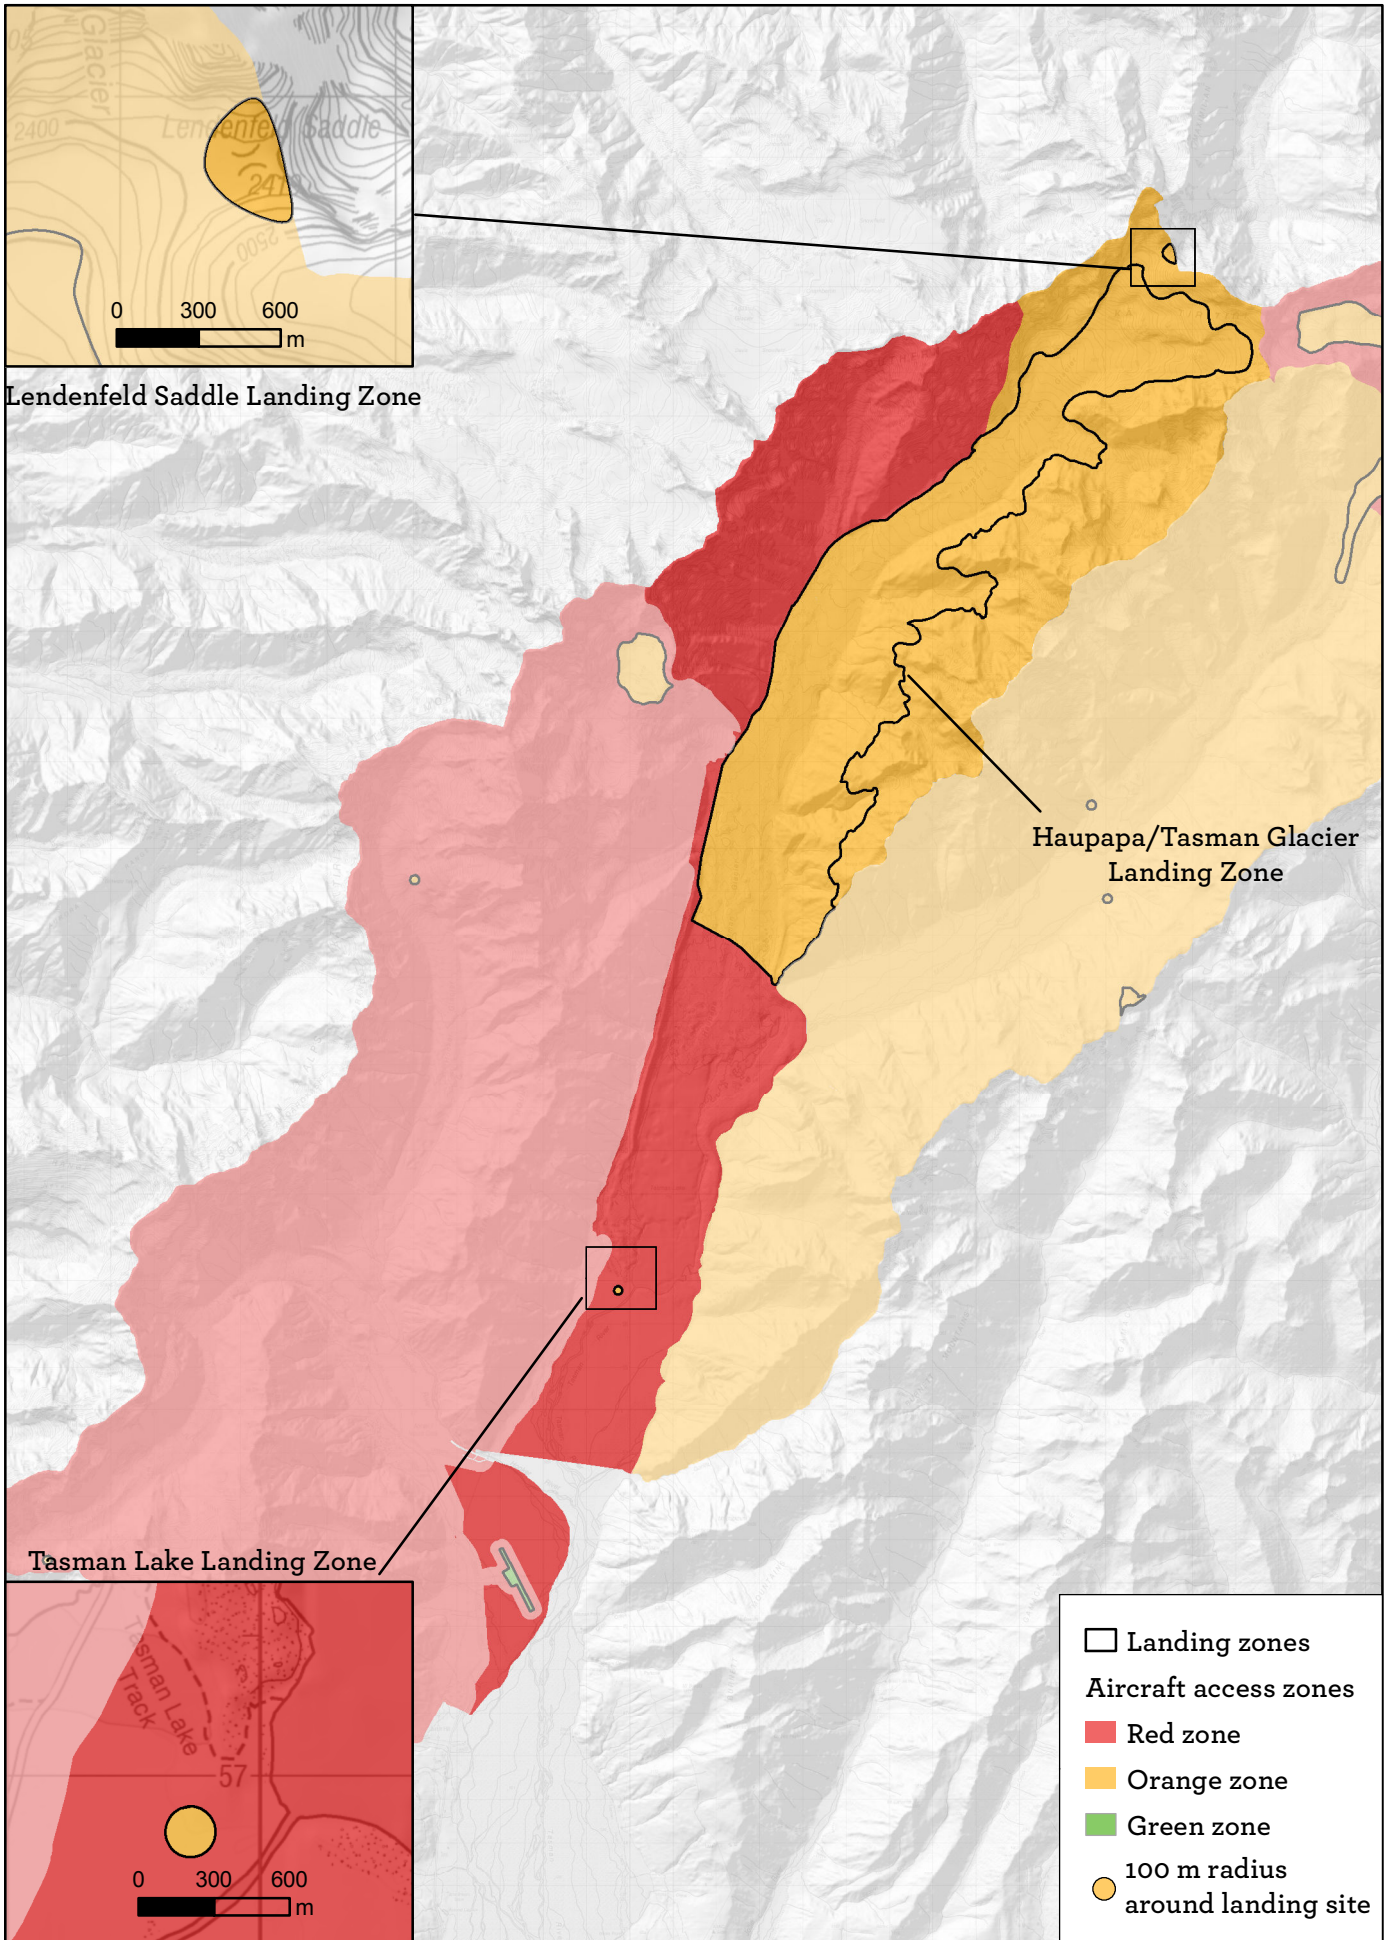 05
Glacier
2400
Lendenfeld Saddle
241
2500
0 300 600
m
Lendenfeld Saddle Landing Zone
Haupapa/Tasman Glacier
Landing Zone
Tasman Lake Landing Zone
Tasman Lake
Track
57
0 300 600
m
Landing zones
Aircraft access zones
Red zone
Orange zone
Green zone
100 m radius
around landing site